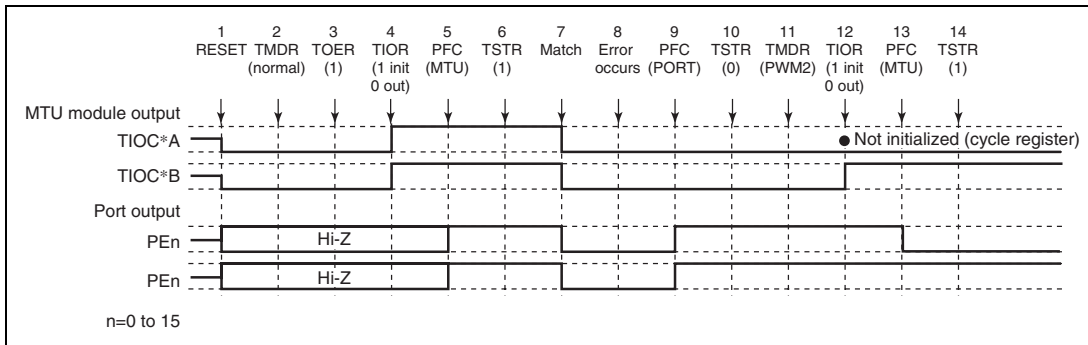 1 2 3 4 5 6 7 8 9 10 11 12 13 14
RESET TMDR TOER TIOR PFC TSTR Match Error PFC TSTR TMDR TIOR PFC TSTR
(normal) (1) (1 init (MTU) (1) occurs (PORT) (0) (PWM2) (1 init (MTU) (1)
0 out) 0 out)
MTU module output
TIOC*A
● Not initialized (cycle register)
TIOC*B
Port output
PEn Hi-Z
PEn Hi-Z
n=0 to 15